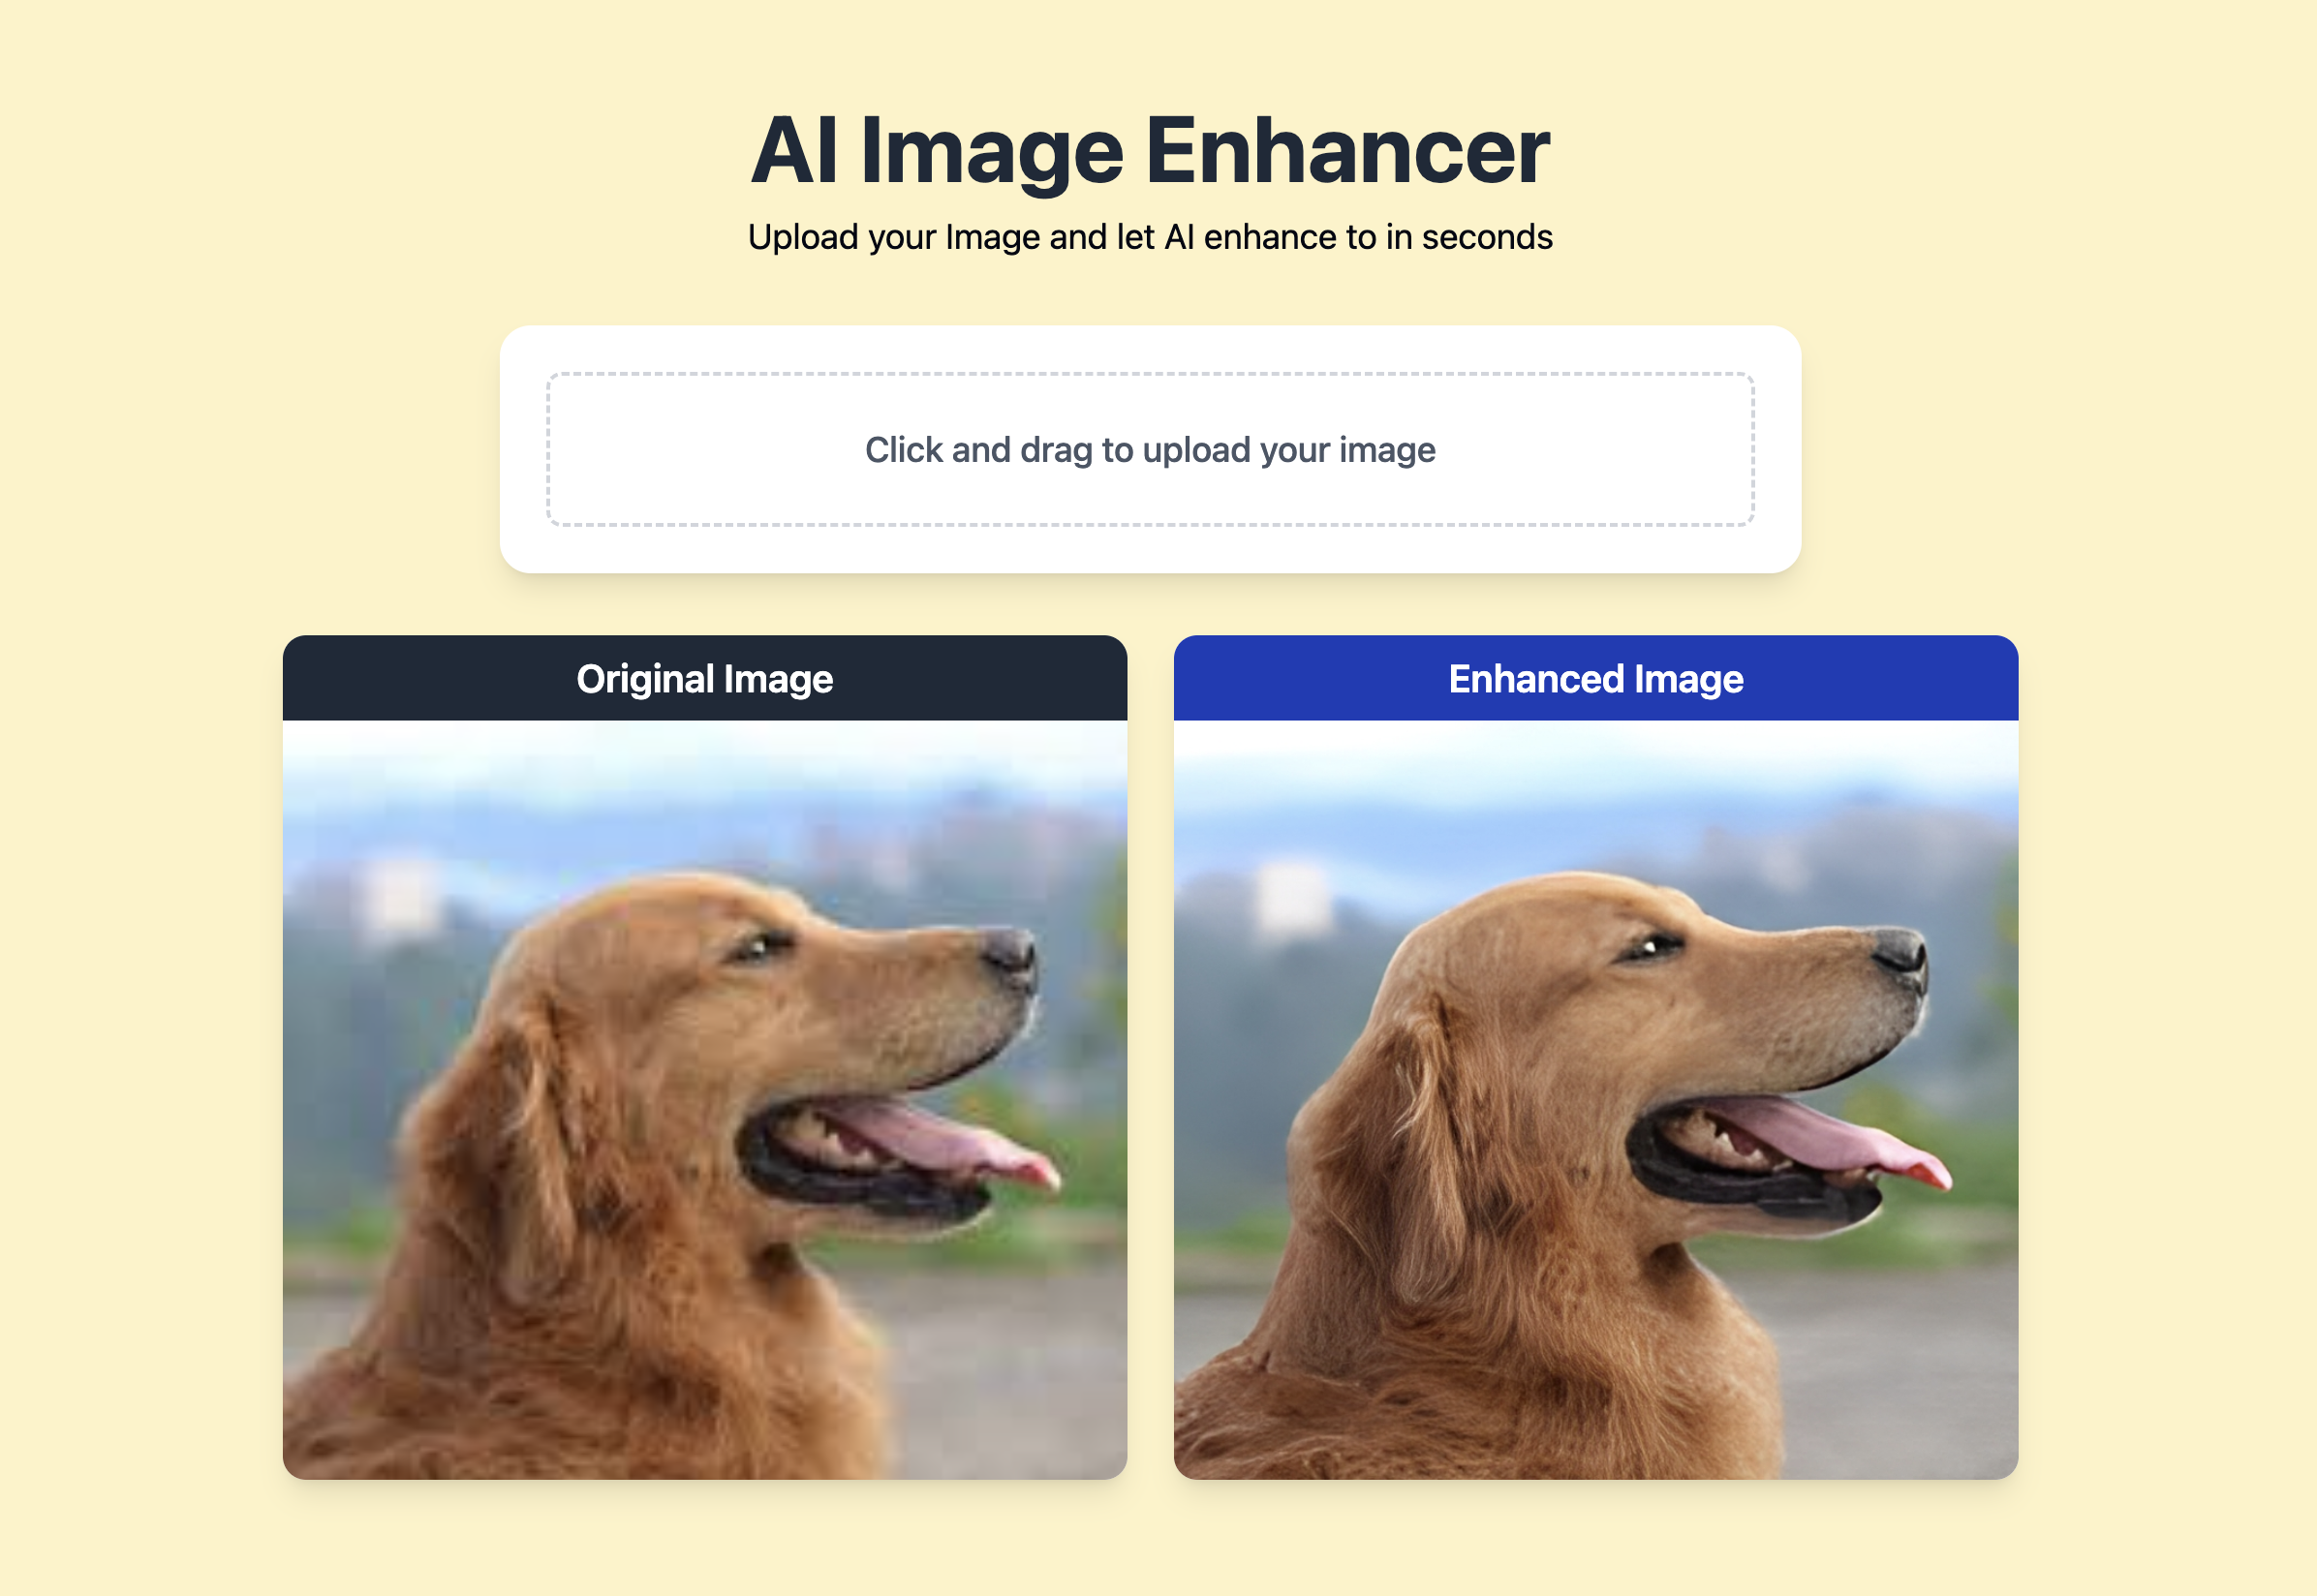 AI Image Enhancer
Upload your Image and let AI enhance to in seconds
Click and drag to upload your image
Original Image
Enhanced Image